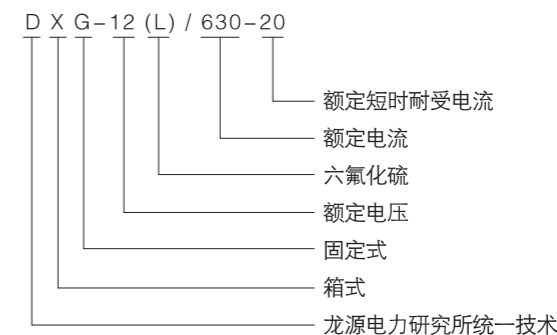 DXG-12(L)/630-20
额定短时耐受电流
额定电流
六氟化硫
额定电压
固定式
箱式
龙源电力研究所统一技术